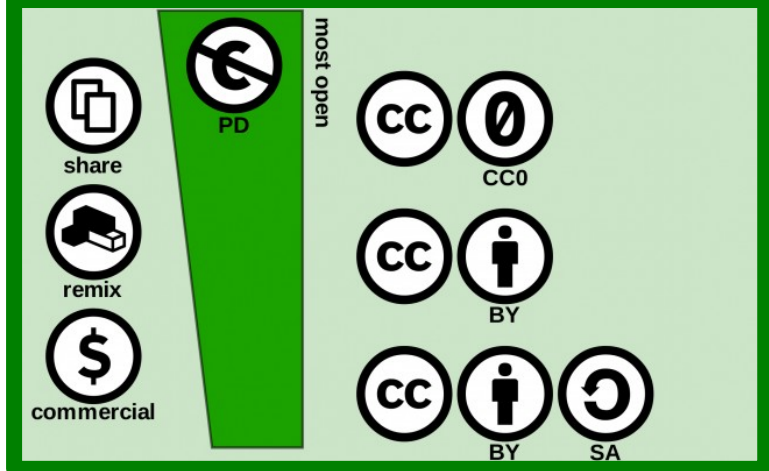 most open
PD
share
remix
$
commercial
cc 0
CC0
cc
BY
cc
BY SA